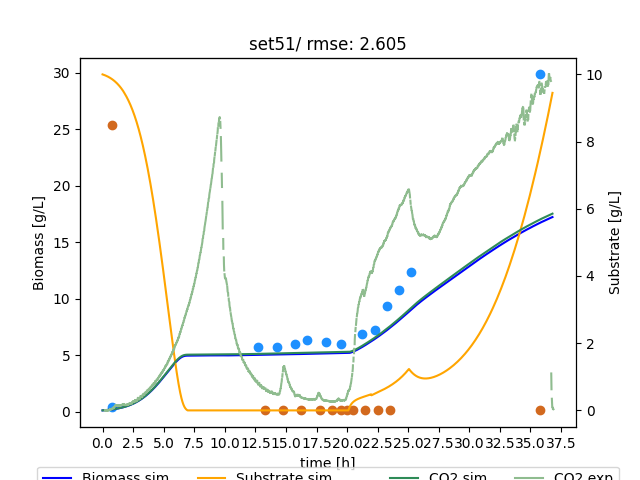 set51/ rmse: 2.605
30
25
20
15
10
5
0
Biomass [g/L]
10
8
6
4
2
0
Substrate [g/L]
0.0 2.5 5.0 7.5 10.0 12.5 15.0 17.5 20.0 22.5 25.0 27.5 30.0 32.5 35.0 37.5
time [h]
Biomass sim Substrate sim CO2 sim CO2 exp